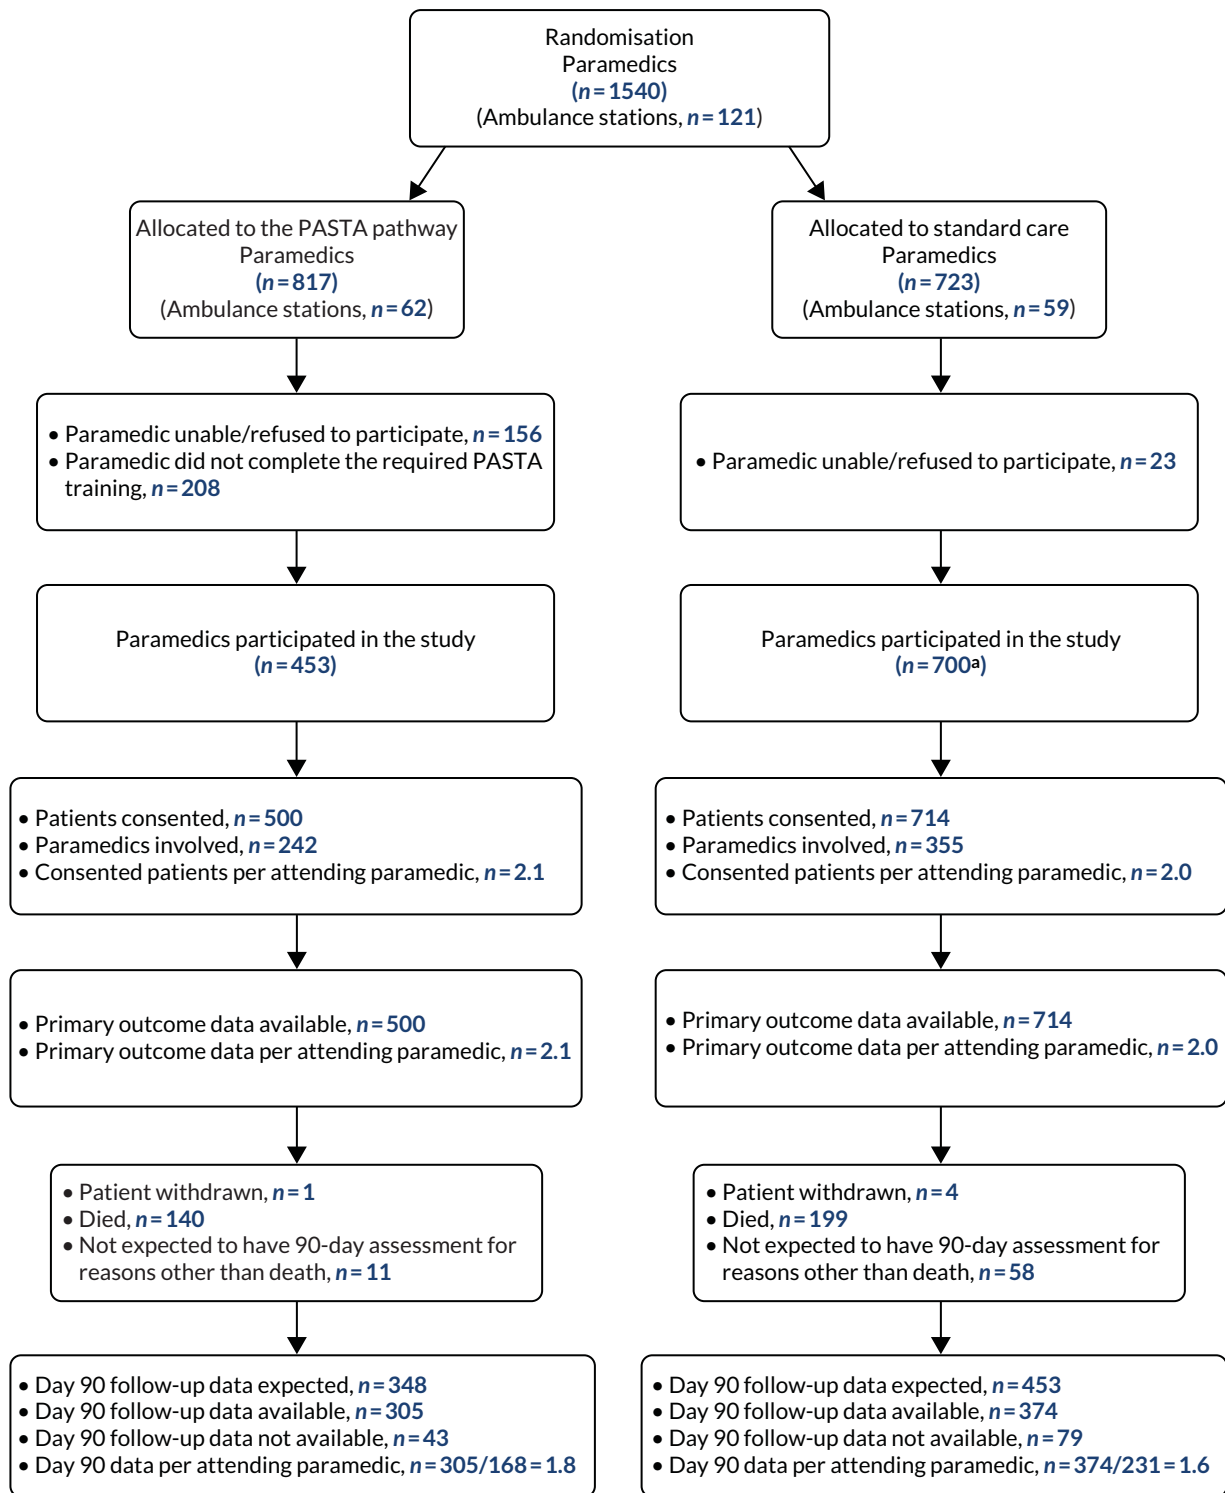 Randomisation
Paramedics
(n=1540)
(Ambulance stations, n=121)
Allocated to the PASTA pathway
Paramedics
(n=817)
(Ambulance stations, n=62)
Allocated to standard care
Paramedics
(n=723)
(Ambulance stations, n=59)
• Paramedic unable/refused to participate, n=156
• Paramedic did not complete the required PASTA
training, n=208
• Paramedic unable/refused to participate, n=23
Paramedics participated in the study
(n=453)
Paramedics participated in the study
(n=700ª)
• Patients consented, n=500
• Paramedics involved, n=242
• Consented patients per attending paramedic, n=2.1
• Patients consented, n=714
• Paramedics involved, n=355
• Consented patients per attending paramedic, n=2.0
• Primary outcome data available, n=500
• Primary outcome data per attending paramedic, n=2.1
• Primary outcome data available, n=714
• Primary outcome data per attending paramedic, n=2.0
• Patient withdrawn, n=1
• Died, n=140
• Not expected to have 90-day assessment for
reasons other than death, n=11
• Patient withdrawn, n=4
• Died, n=199
• Not expected to have 90-day assessment for
reasons other than death, n=58
• Day 90 follow-up data expected, n=348
• Day 90 follow-up data available, n=305
• Day 90 follow-up data not available, n=43
• Day 90 data per attending paramedic, n=305/168=1.8
• Day 90 follow-up data expected, n=453
• Day 90 follow-up data available, n=374
• Day 90 follow-up data not available, n=79
• Day 90 data per attending paramedic, n=374/231=1.6